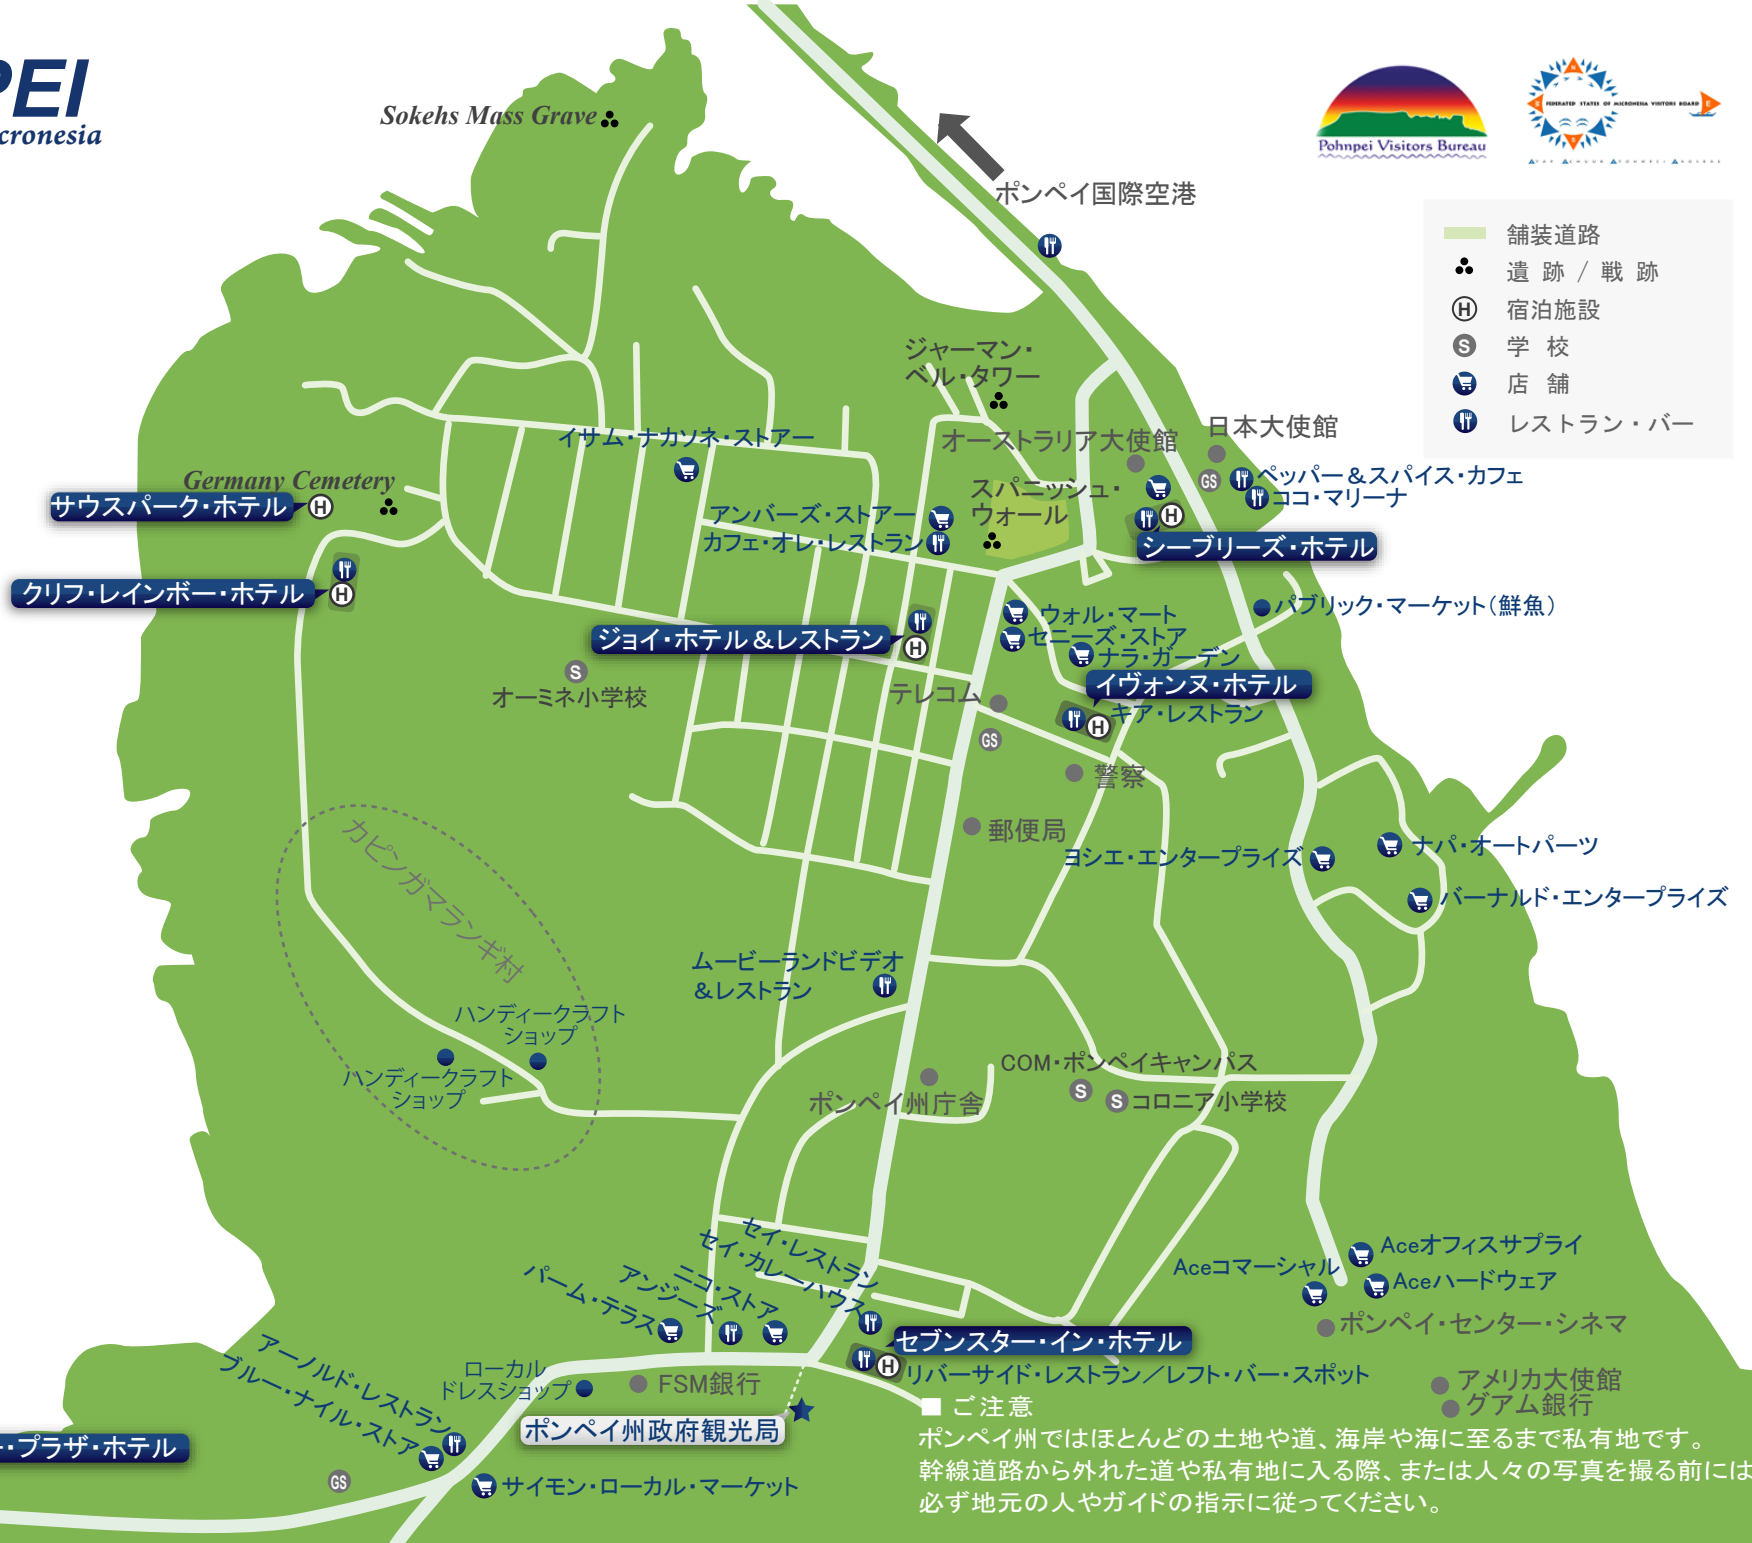 PEI
cronesia
Sokehs Mass Grave
Pohnpei Visitors Bureau
FEDERATED STATES OF MICRONESIA VISITORS BOARD
ポンペイ国際空港
舗装道路
遺 跡 / 戦 跡
H 宿泊施設
S 学 校
店 舗
レストラン・バー
ジャーマン・
ベル・タワー
オーストラリア大使館
日本大使館
イサム・ナカソネ・ストアー
Germany Cemetery
サウスパーク・ホテル
H
GS
ペッパー＆スパイス・カフェ
ココ・マリーナ
スパニッシュ・
ウォール
アンバーズ・ストアー
カフェ・オレ・レストラン
H
シーブリーズ・ホテル
クリフ・レインボー・ホテル
H
パブリック・マーケット（鮮魚）
ウォル・マート
セニーズ・ストア
ナラ・ガーデン
ジョイ・ホテル＆レストラン
H
S
オーミネ小学校
テレコム
イヴォンヌ・ホテル
キア・レストラン
H
GS
警察
郵便局
ヨシエ・エンタープライズ
ナパ・オートパーツ
バーナルド・エンタープライズ
カピンガマランギ村
ムービーランドビデオ
＆レストラン
ハンディークラフト
ショップ
ハンディークラフト
ショップ
COM・ポンペイキャンパス
S
S
コロニア小学校
ポンペイ州庁舎
セイ・レストラン
セイ・カレーハウス
ニコ・ストア
アンジーズ
パーム・テラス
Aceオフィスサプライ
Aceコマーシャル
Aceハードウェア
ポンペイ・センター・シネマ
セブンスター・イン・ホテル
H
リバーサイド・レストラン／レフト・バー・スポット
アーノルド・レストラン
ブルー・ナイル・ストア
ローカル
ドレスショップ
FSM銀行
アメリカ大使館
グアム銀行
ポンペイ州政府観光局
・プラザ・ホテル
GS
サイモン・ローカル・マーケット
■ ご注意
ポンペイ州ではほとんどの土地や道、海岸や海に至るまで私有地です。
幹線道路から外れた道や私有地に入る際、または人々の写真を撮る前には
必ず地元の人やガイドの指示に従ってください。